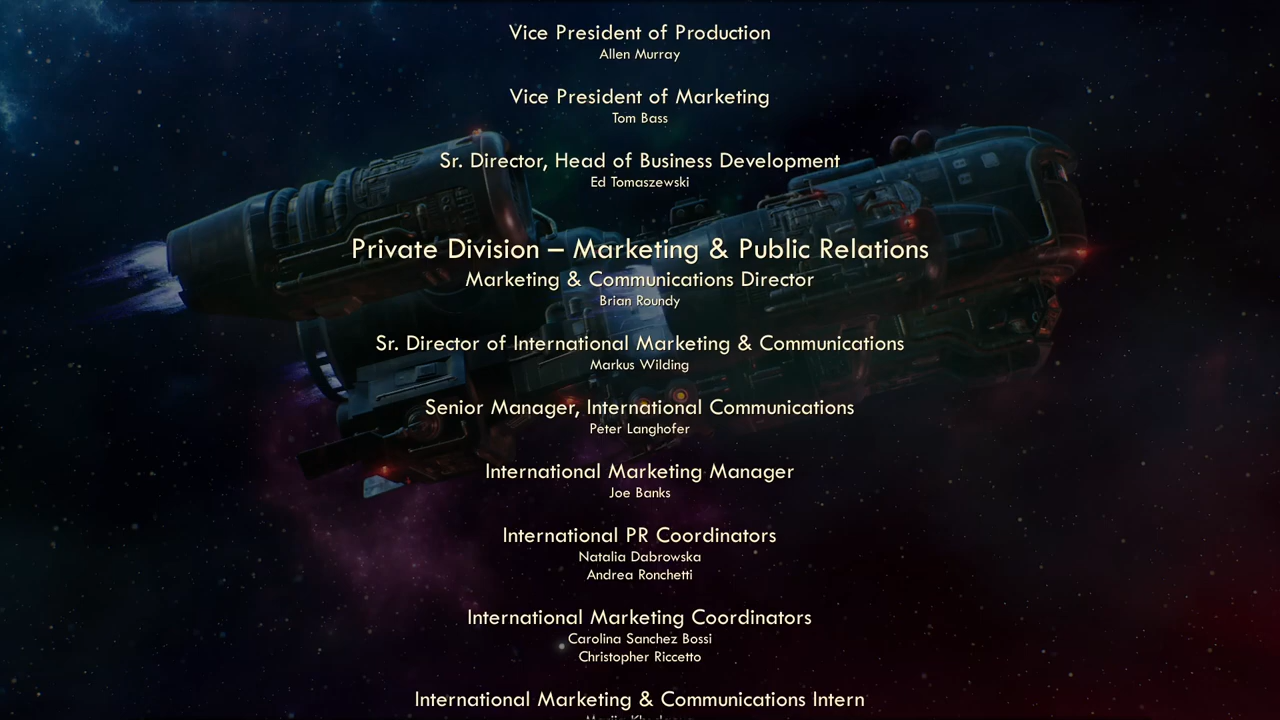 Vice President of Production
Allen Murray
Vice President of Marketing
Tom Bass
Sr. Director, Head of Business Development
Ed Tomaszewski
Private Division – Marketing & Public Relations
Marketing & Communications Director
Brian Roundy
Sr. Director of International Marketing & Communications
Markus Wilding
Senior Manager, International Communications
Peter Langhofer
International Marketing Manager
Joe Banks
International PR Coordinators
Natalia Dabrowska
Andrea Ronchetti
International Marketing Coordinators
Carolina Sanchez Bossi
Christopher Riccetto
International Marketing & Communications Intern